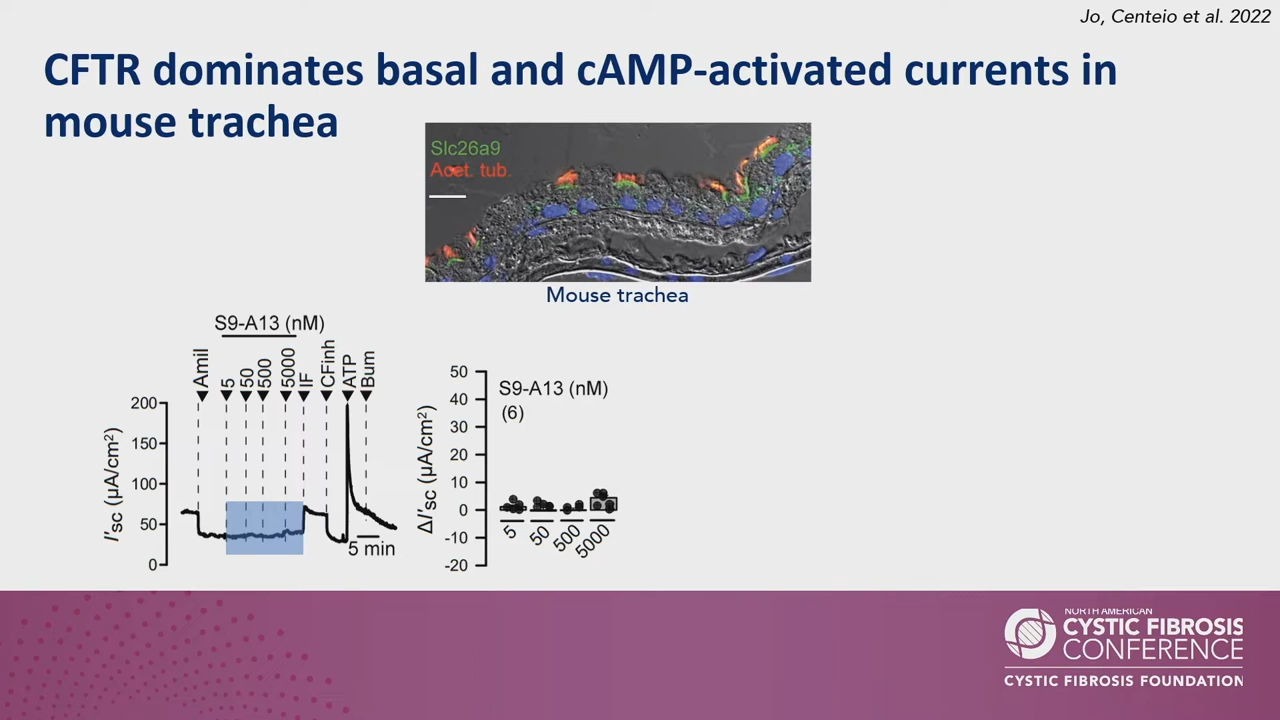 Jo, Centeio et al. 2022
CFTR dominates basal and cAMP-activated currents in
mouse trachea
Slc26a9
Acet. tub.
Mouse trachea
S9-A13 (nM)
Amil
5
50
500
5000
IF
CFinh
ATP
Bum
I'sc (µA/cm²)
200
150
100
50
0
5 min
ΔI'sc (µA/cm²)
50
40
30
20
10
0
-10
-20
S9-A13 (nM)
(6)
5
50
500
5000
NORTH AMERICAN
CYSTIC FIBROSIS
CONFERENCE
CYSTIC FIBROSIS FOUNDATION